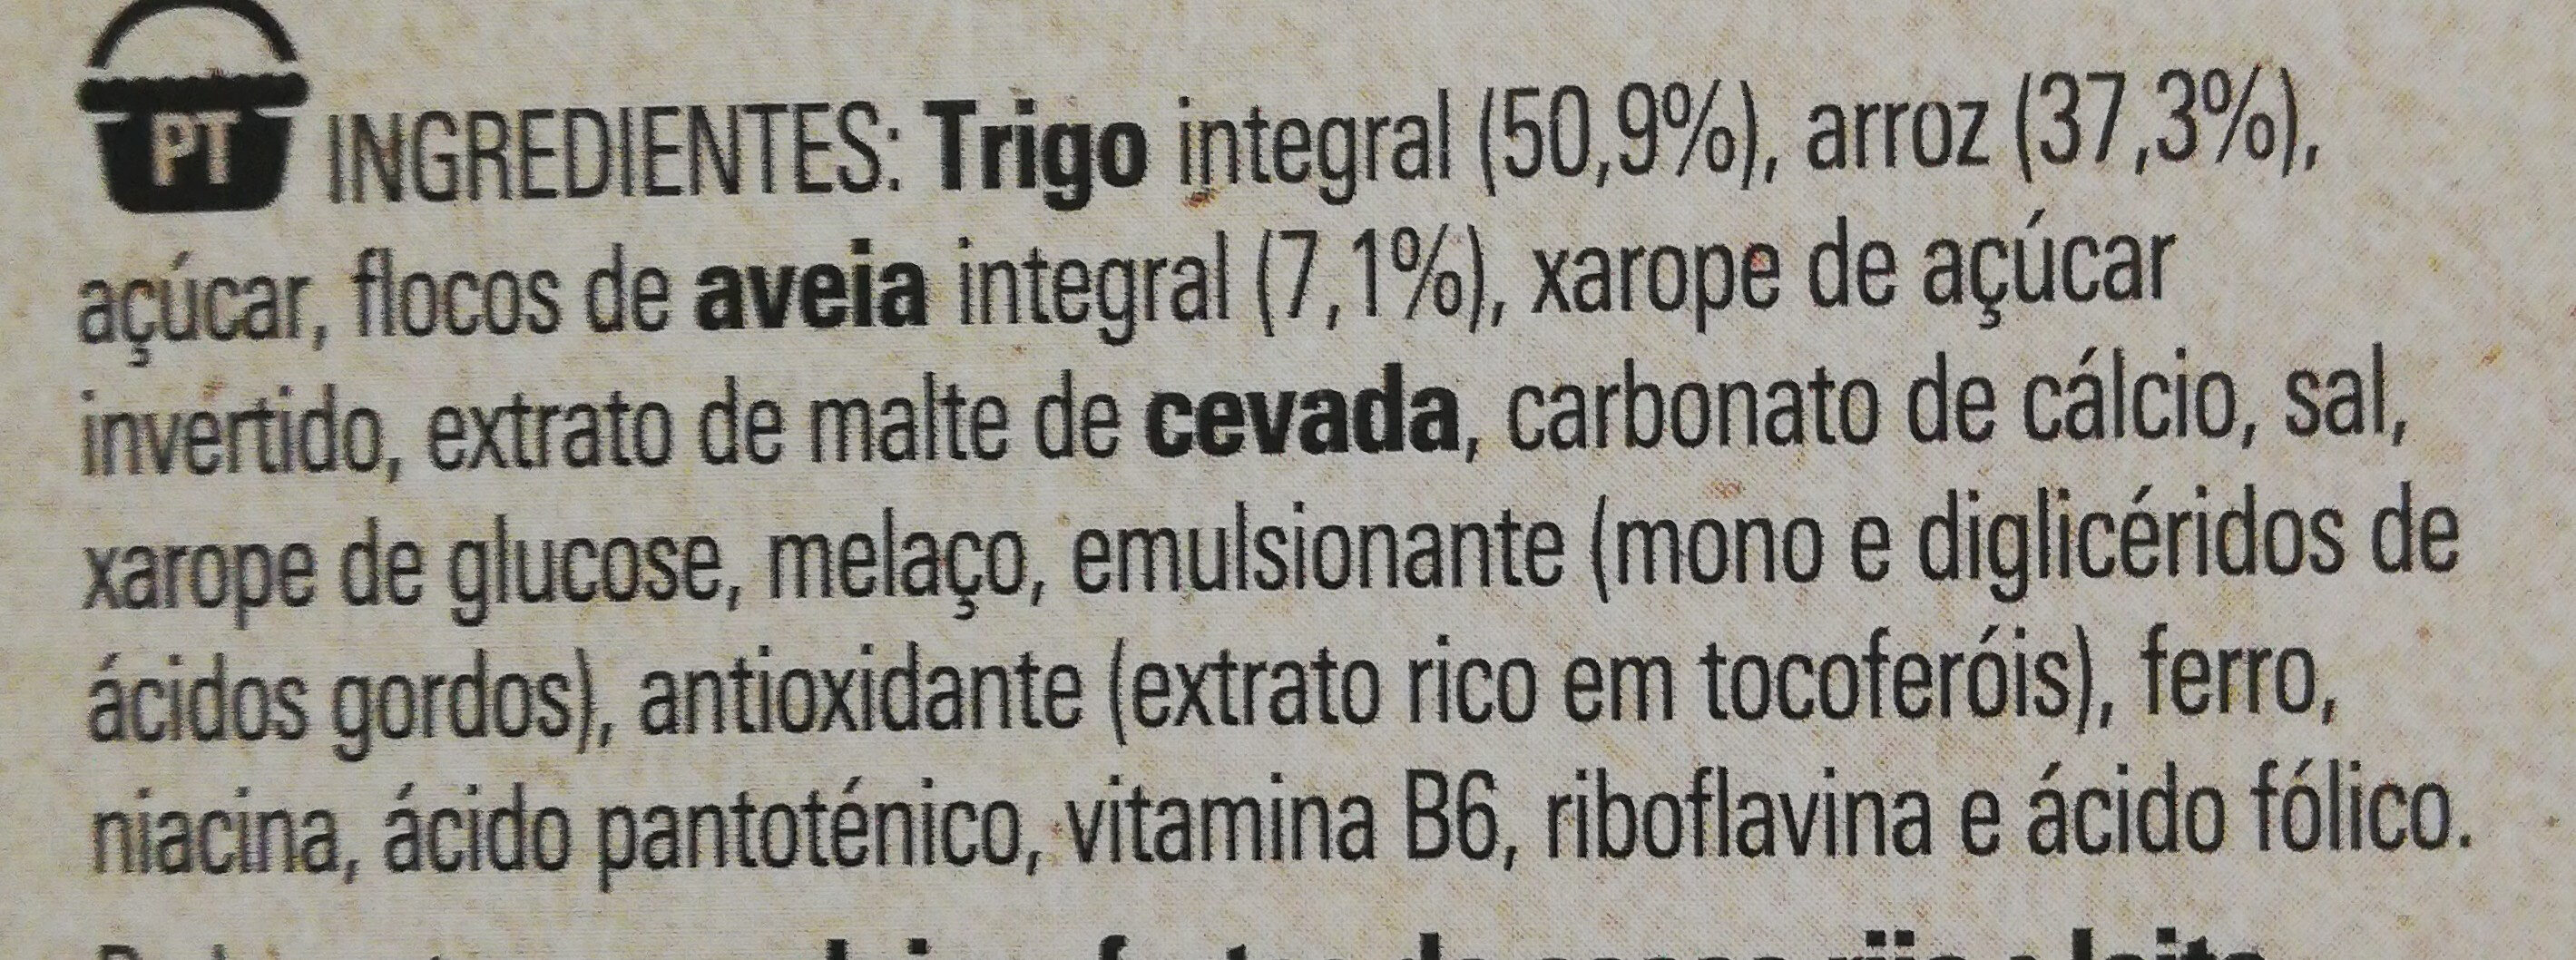 PT INGREDIENTES: Trigo integral (50,9%), arroz (37,3%),
açúcar, flocos de aveia integral (7,1%), xarope de açúcar
invertido, extrato de malte de cevada, carbonato de cálcio, sal,
xarope de glucose, melaço, emulsionante (mono e diglicéridos de
ácidos gordos), antioxidante (extrato rico em tocoferóis), ferro,
niacina, ácido pantoténico, vitamina B6, riboflavina e ácido fólico.